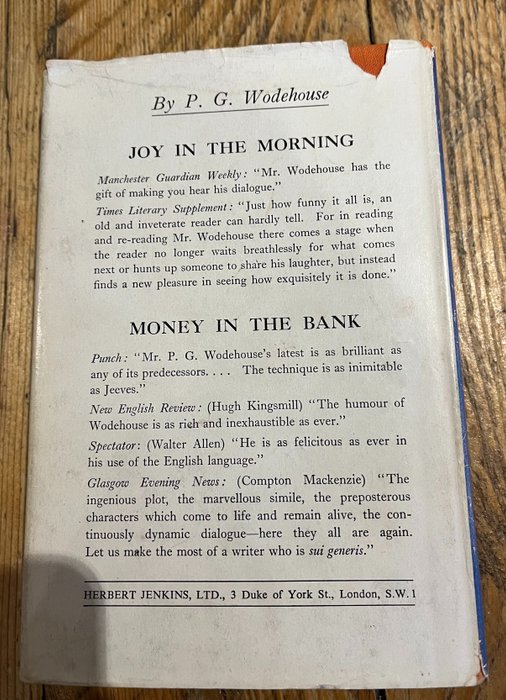 By P. G. Wodehouse
JOY IN THE MORNING
Manchester Guardian Weekly: "Mr. Wodehouse has the
gift of making you hear his dialogue."
Times Literary Supplement: "Just how funny it all is, an
old and inveterate reader can hardly tell. For in reading
and re-reading Mr. Wodehouse there comes a stage when
the reader no longer waits breathlessly for what comes
next or hunts up someone to share his laughter, but instead
finds a new pleasure in seeing how exquisitely it is done."
MONEY IN THE BANK
Punch: "Mr. P. G. Wodehouse's latest is as brilliant as
any of its predecessors. . . . The technique is as inimitable
as Jeeves."
New English Review: (Hugh Kingsmill) "The humour of
Wodehouse is as rich and inexhaustible as ever."
Spectator: (Walter Allen) "He is as felicitous as ever in
his use of the English language."
Glasgow Evening News: (Compton Mackenzie) "The
ingenious plot, the marvellous simile, the preposterous
characters which come to life and remain alive, the con-
tinuously dynamic dialogue—here they all are again.
Let us make the most of a writer who is sui generis."
HERBERT JENKINS, LTD., 3 Duke of York St., London, S.W.1